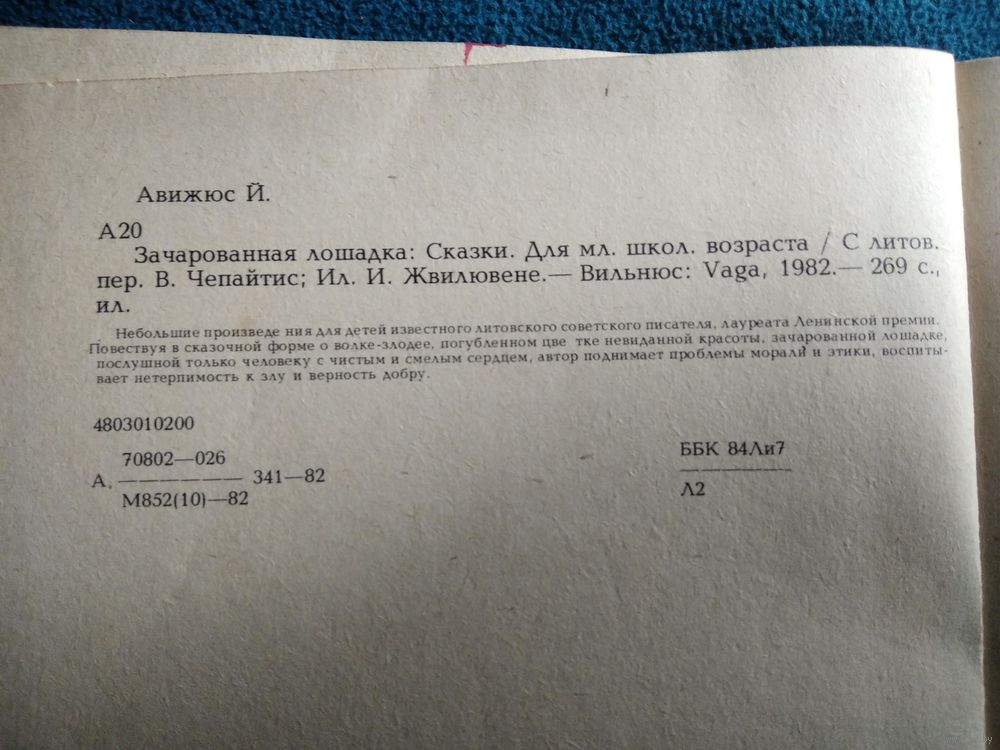 Авижюс Й.
А20
Зачарованная лошадка: Сказки. Для мл. школ. возраста / С литов.
пер. В. Чепайтис; Ил. И. Жвилювене.— Вильнюс: Vaga, 1982.— 269 с.,
ил.
Небольшие произведе ния для детей известного литовского советского писателя, лауреата Ленинской премии.
Повествуя в сказочной форме о волке-злодее, погубленном цве тке невиданной красоты, зачарованной лошадке,
послушной только человеку с чистым и смелым сердцем, автор поднимает проблемы морали и этики, воспиты-
вает нетерпимость к злу и верность добру.
4803010200
70802—026
А. —————— 341—82
М852(10)—82
ББК 84Ли7
——————
Л2